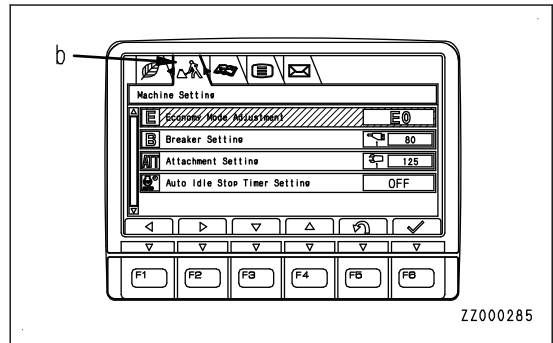 b
Machine Setting
E Economy Mode Adjustment E0
B Breaker Setting 80
ATT Attachment Setting 125
Auto Idle Stop Timer Setting OFF
F1 F2 F3 F4 F5 F6
ZZ000285